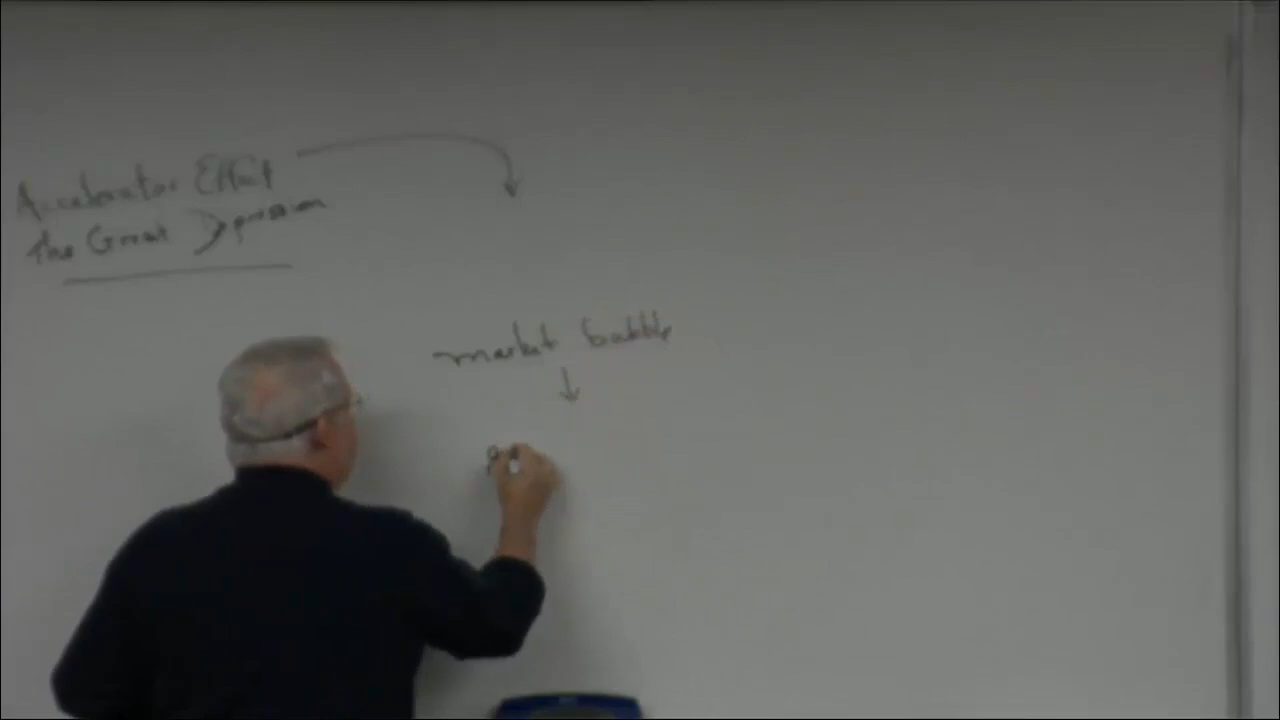 Accelerator Effect
The Great Depression
market bubble